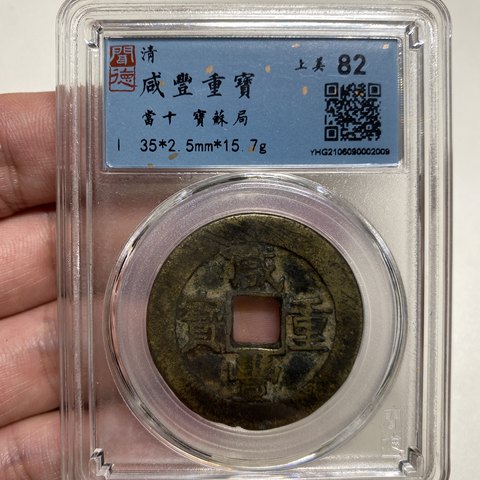 聞德
清
上美 82
咸豐重寶
當十 寶蘇局
| 35*2.5mm*15.7g
YHG2106090002009
咸
寶 重
豐